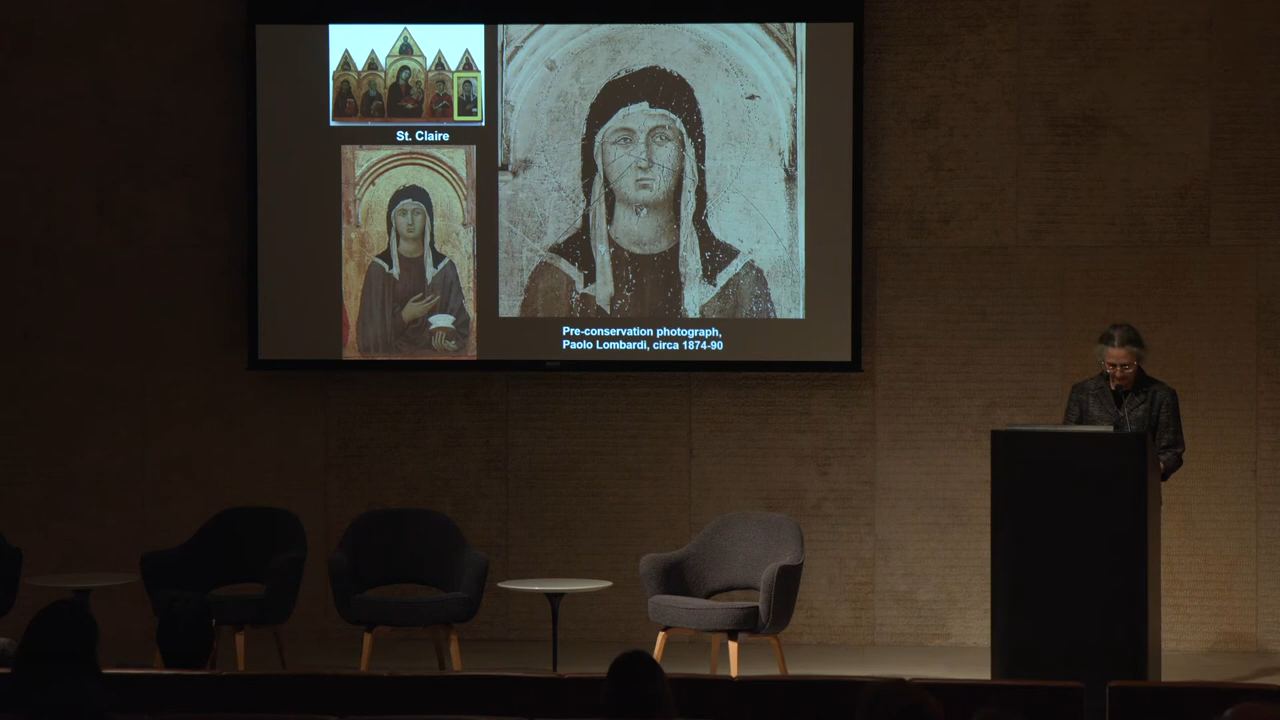 St. Claire
Pre-conservation photograph,
Paolo Lombardi, circa 1874-90